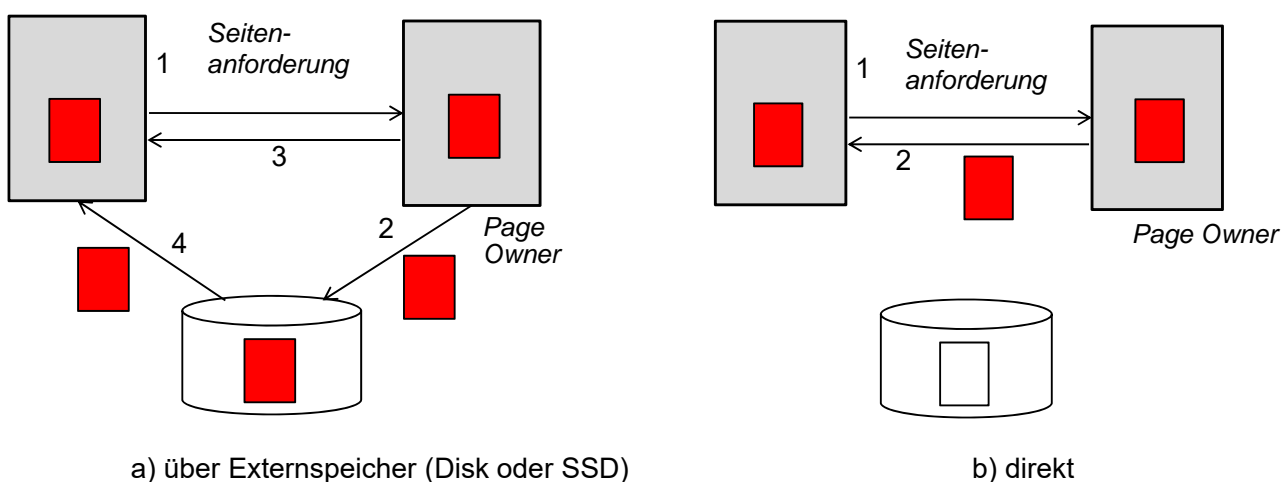 1
Seiten-
anforderung
3
2
Page
Owner
4
a) über Externspeicher (Disk oder SSD)
1
Seiten-
anforderung
2
Page Owner
b) direkt